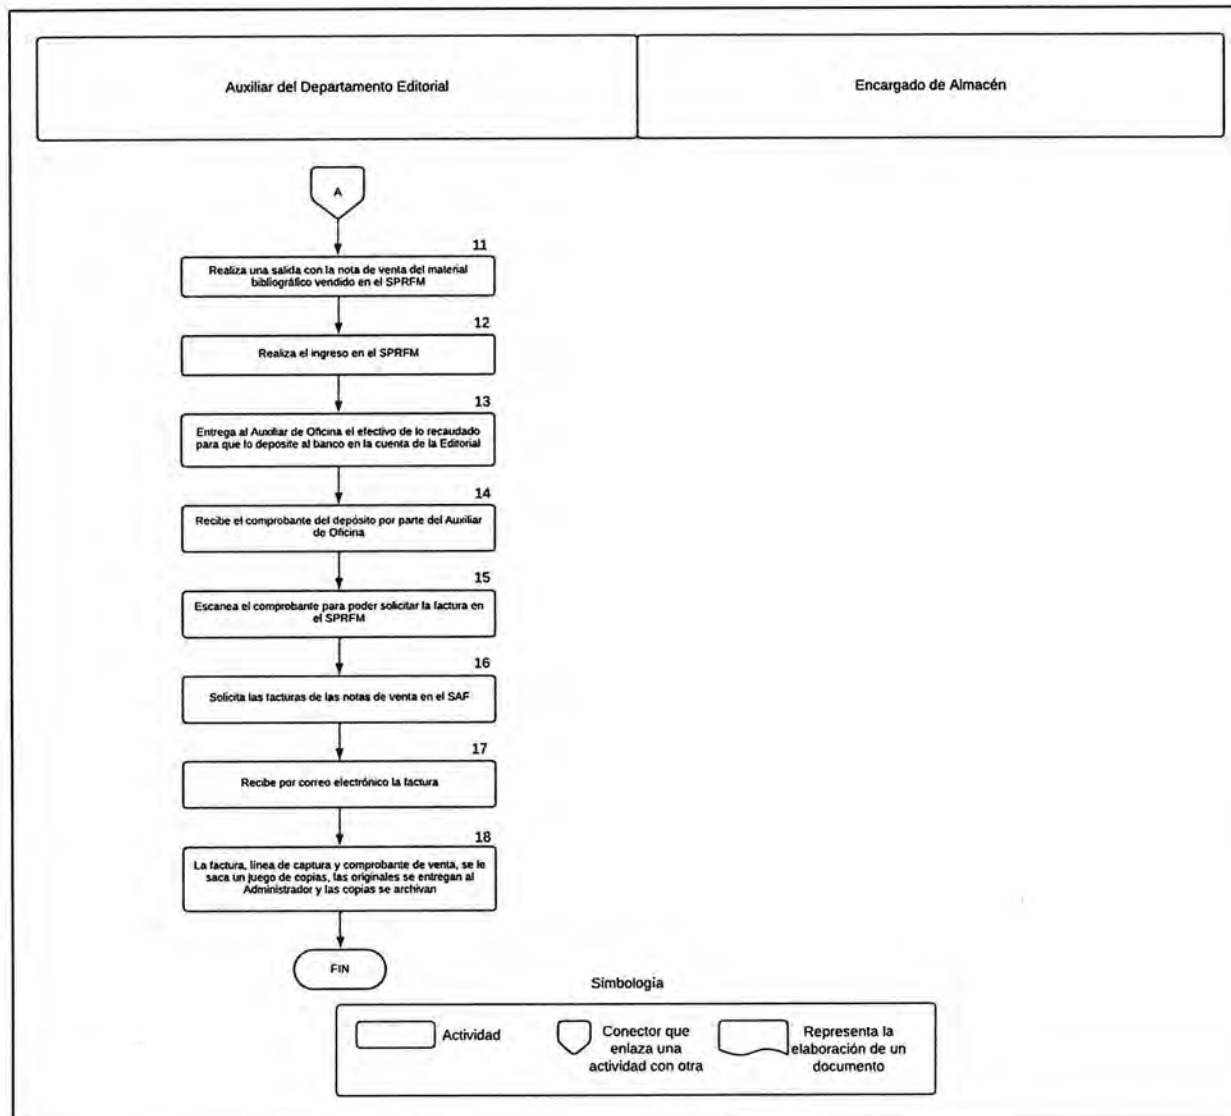 Auxiliar del Departamento Editorial
Encargado de Almacén
A
11
Realiza una salida con la nota de venta del material
bibliográfico vendido en el SPRFM
12
Realiza el ingreso en el SPRFM
13
Entrega al Auxiliar de Oficina el efectivo de lo recaudado
para que lo deposite al banco en la cuenta de la Editorial
14
Recibe el comprobante del depósito por parte del Auxiliar
de Oficina
15
Escanea el comprobante para poder solicitar la factura en
el SPRFM
16
Solicita las facturas de las notas de venta en el SAF
17
Recibe por correo electrónico la factura
18
La factura, línea de captura y comprobante de venta, se le
saca un juego de copias, las originales se entregan al
Administrador y las copias se archivan
FIN
Simbología
Actividad
Conector que
enlaza una
actividad con otra
Representa la
elaboración de un
documento